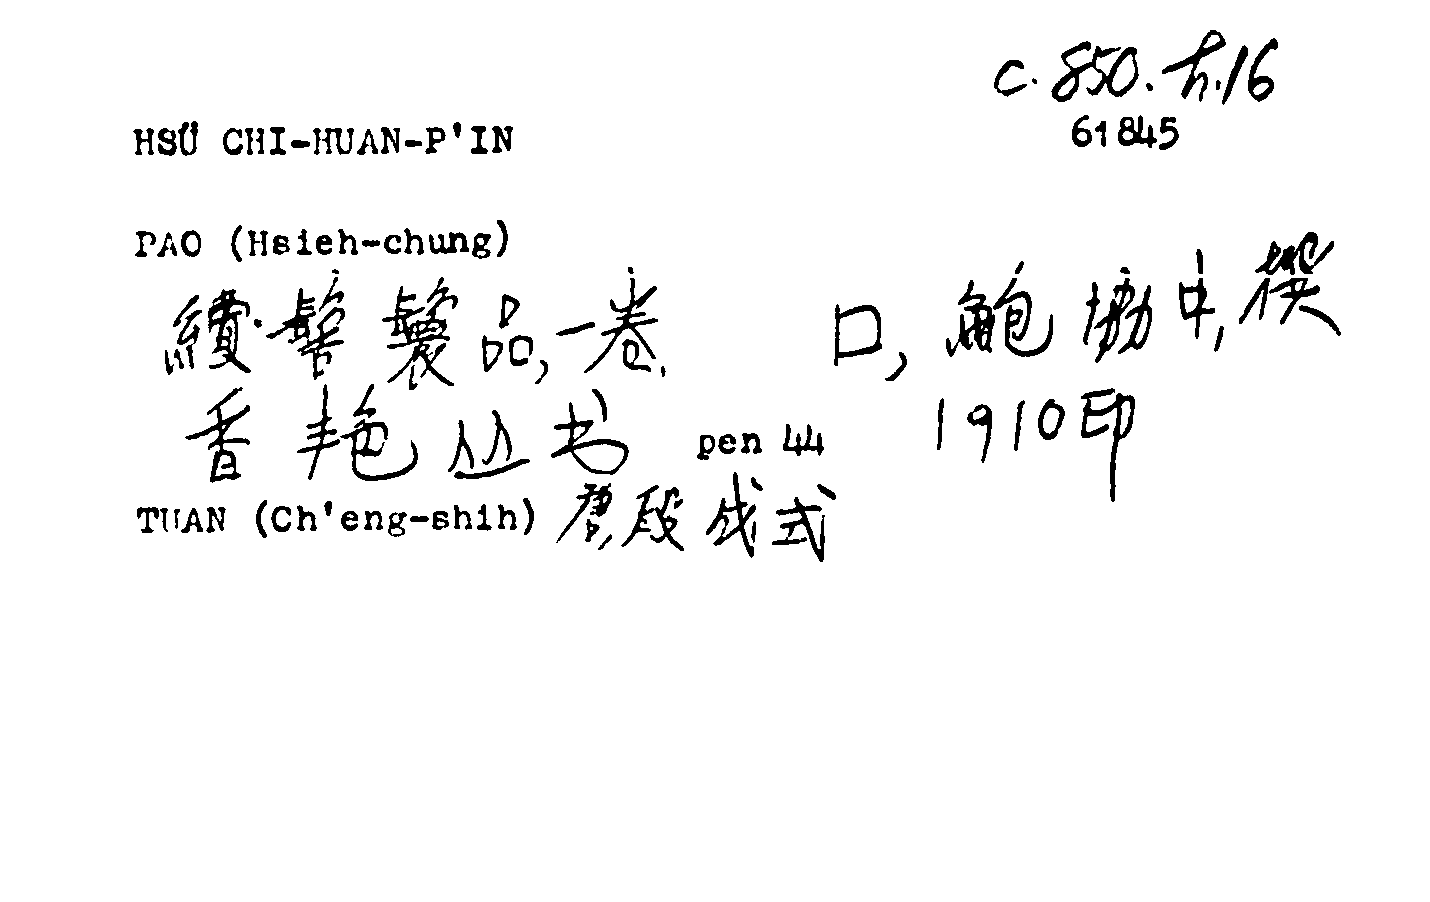 C. 850. 方.16
61845
HSÜ CHI-HUAN-P'IN
PAO (Hsieh-chung)
續髻鬟品,一卷. 口, 鮑協中,撰
香艳丛书 pen 44 1910印
TUAN (Ch'eng-shih) 唐,段成式